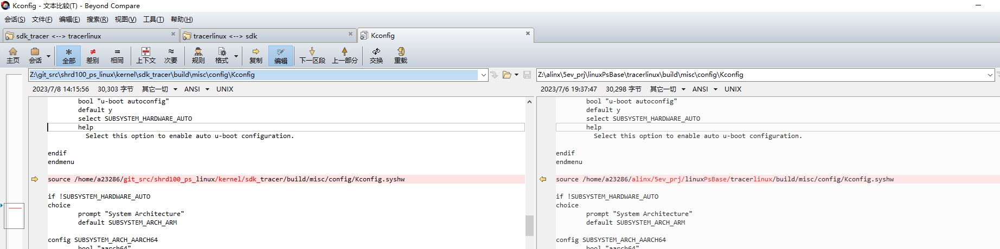 Kconfig - 文本比较(T) - Beyond Compare
会话(S) 文件(F) 编辑(E) 搜索(R) 视图(V) 工具(T) 帮助(H)
sdk_tracer <--> tracerlinux
tracerlinux <--> sdk
Kconfig
主页 会话 全部 差别 相同 上下文 次要 规则 格式 复制 编辑 下一区段 上一部分 交换 重载
Z:\git_src\shrd100_ps_linux\kernel\sdk_tracer\build\misc\config\Kconfig
2023/7/8 14:15:56 30,303 字节 其它一切 ANSI UNIX
bool "u-boot autoconfig"
default y
select SUBSYSTEM_HARDWARE_AUTO
help
Select this option to enable auto u-boot configuration.
endif
endmenu
source /home/a23286/git_src/shrd100_ps_linux/kernel/sdk_tracer/build/misc/config/Kconfig.syshw
if !SUBSYSTEM_HARDWARE_AUTO
choice
prompt "System Architecture"
default SUBSYSTEM_ARCH_ARM
config SUBSYSTEM_ARCH_AARCH64
bool "aarch64"
Z:\alinx\5ev_prj\linuxPsBase\tracerlinux\build\misc\config\Kconfig
2023/7/6 19:37:47 30,298 字节 其它一切 ANSI UNIX
bool "u-boot autoconfig"
default y
select SUBSYSTEM_HARDWARE_AUTO
help
Select this option to enable auto u-boot configuration.
endif
endmenu
source /home/a23286/alinx/5ev_prj/linuxPsBase/tracerlinux/build/misc/config/Kconfig.syshw
if !SUBSYSTEM_HARDWARE_AUTO
choice
prompt "System Architecture"
default SUBSYSTEM_ARCH_ARM
config SUBSYSTEM_ARCH_AARCH64
bool "aarch64"